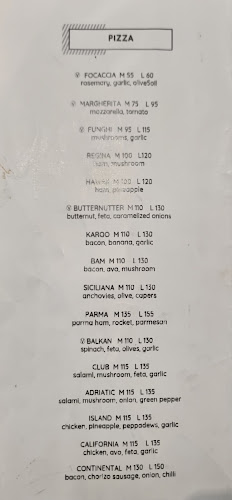 PIZZA
FOCACCIA M 55 L 60
rosemary, garlic, oliveSalt
MARGHERITA M 75 L 95
mozzarella, tomato
FUNGHI M 95 L 115
mushrooms, garlic
REGINA M 100 L120
ham, mushroom
HAWAII M 100 L 120
ham, pineapple
BUTTERNUTTER M 110 L 130
butternut, feta, caramelized onions
KAROO M 110 L 130
bacon, banana, garlic
BAM M 110 L 130
bacon, ava, mushroom
SICILIANA M 110 L 130
anchovies, olive, capers
PARMA M 135 L 155
parma ham, rocket, parmesan
BALKAN M 110 L 130
spinach, feta, olives, garlic
CLUB M 115 L 135
salami, mushroom, feta, garlic
ADRIATIC M 115 L 135
salami, mushroom, onion, green pepper
ISLAND M 115 L 135
chicken, pineapple, peppadews, garlic
CALIFORNIA M 115 L 135
chicken, avo, feta, garlic
CONTINENTAL M 130 L 150
bacon, chorizo sausage, onion, chilli